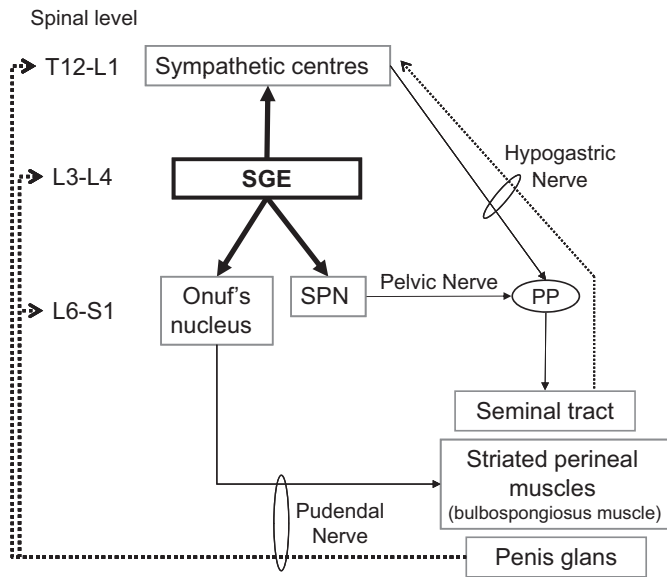 Spinal level
T12-L1
Sympathetic centres
Hypogastric
Nerve
L3-L4
SGE
L6-S1
Onuf's
nucleus
SPN
Pelvic Nerve
PP
Seminal tract
Striated perineal
muscles
(bulbospongiosus muscle)
Pudendal
Nerve
Penis glans